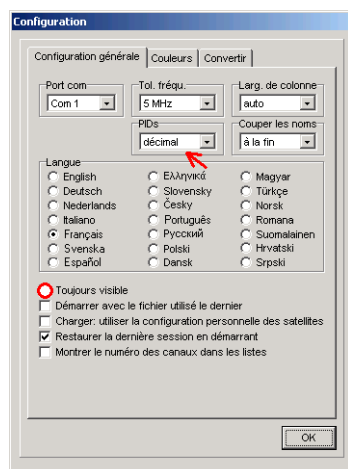 Configuration
Configuration générale Couleurs Convertir
Port com Tol. fréqu. Larg. de colonne
Com 1 5 MHz auto
PIDs Couper les noms
décimal à la fin
Langue
English Ελληνικά Magyar
Deutsch Slovensky Türkçe
Nederlands Česky Norsk
Italiano Português Romana
Français Русский Suomalainen
Svenska Polski Hrvatski
Español Dansk Srpski
Toujours visible
Démarrer avec le fichier utilisé le dernier
Charger: utiliser la configuration personnelle des satellites
Restaurer la dernière session en démarrant
Montrer le numéro des canaux dans les listes
OK